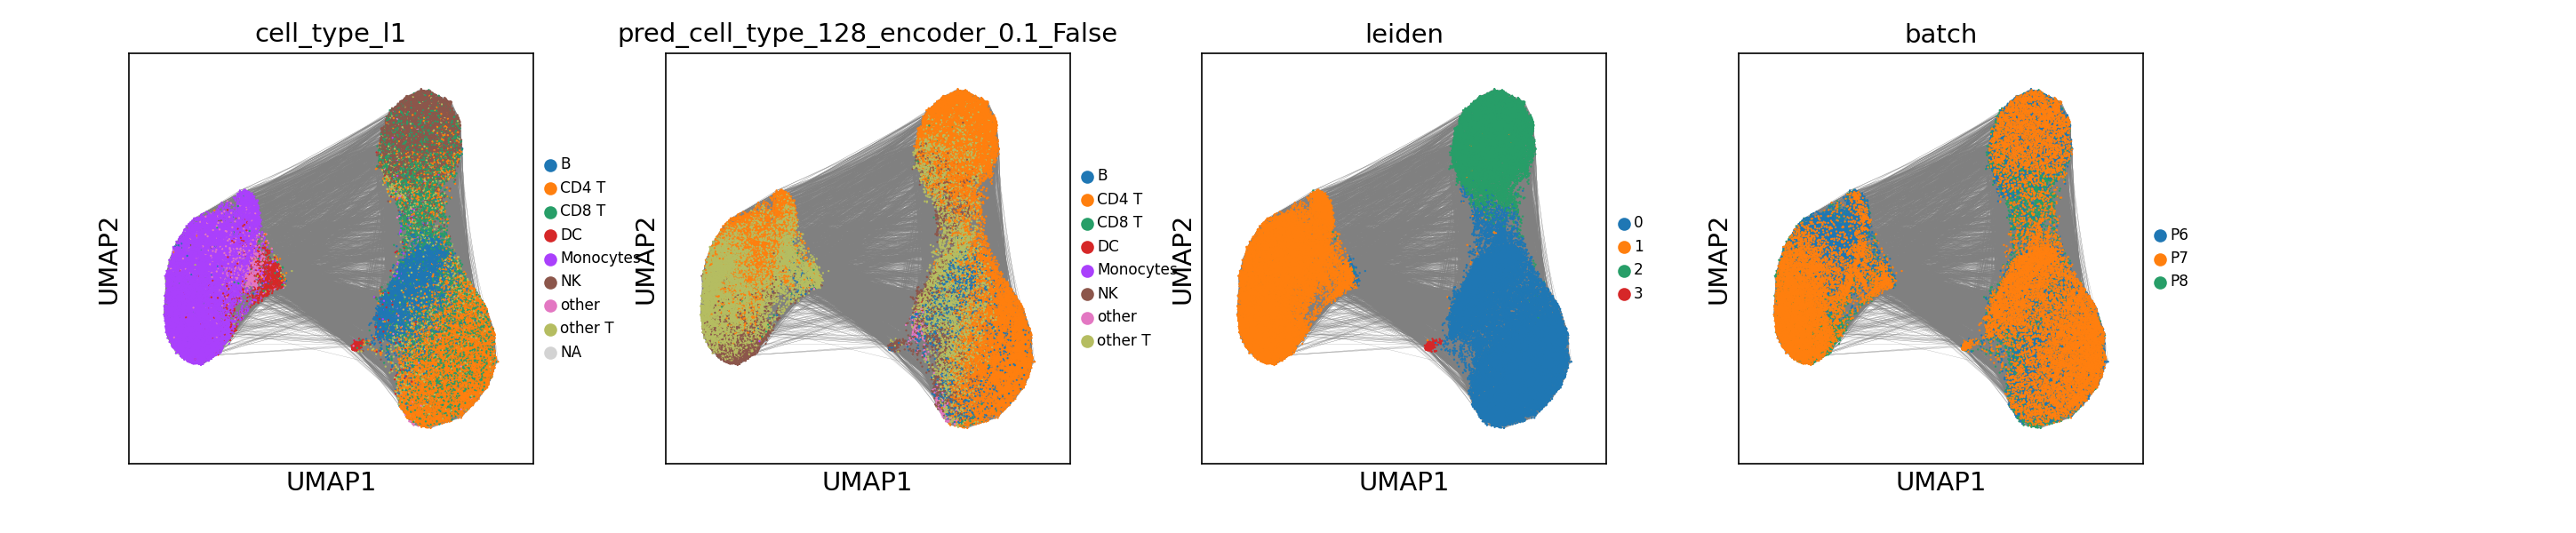 cell_type_l1
UMAP2
UMAP1
B
CD4 T
CD8 T
DC
Monocytes
NK
other
other T
NA
pred_cell_type_128_encoder_0.1_False
UMAP2
UMAP1
B
CD4 T
CD8 T
DC
Monocytes
NK
other
other T
leiden
UMAP2
UMAP1
0
1
2
3
batch
UMAP2
UMAP1
P6
P7
P8